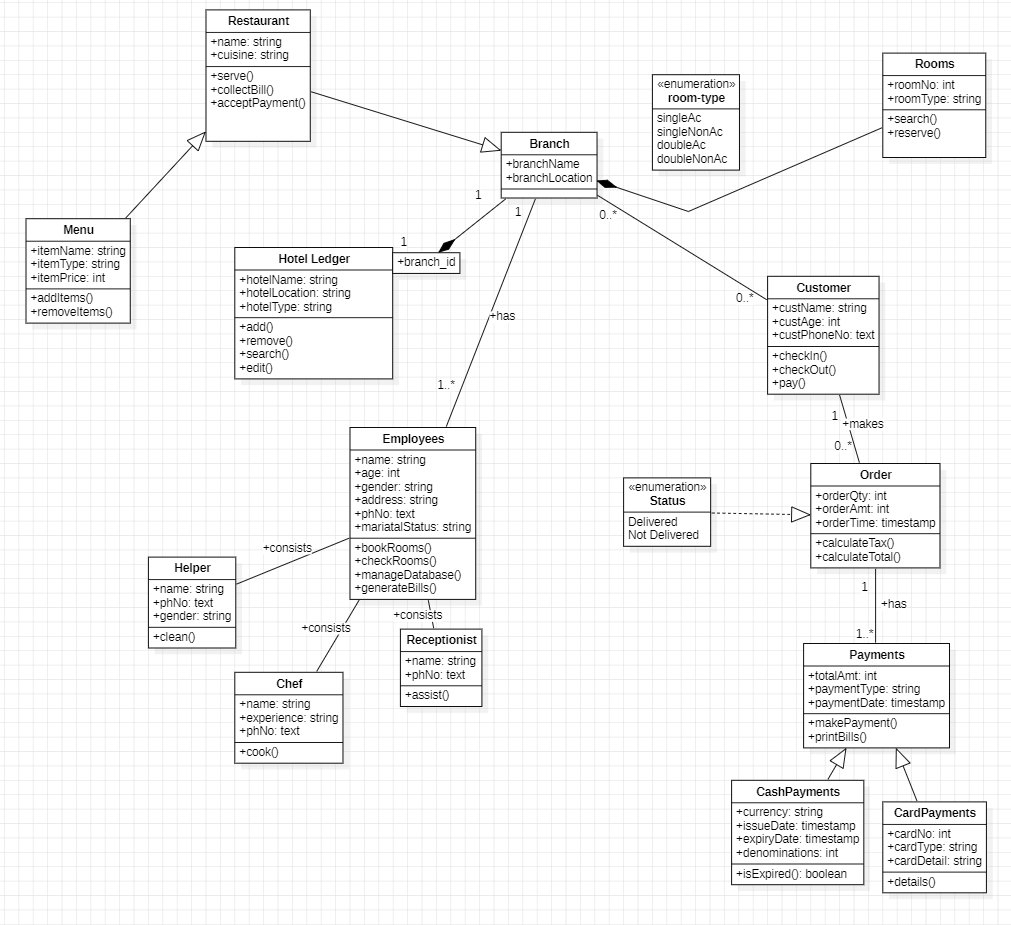 Restaurant
+name: string
+cuisine: string
+serve()
+collectBill()
+acceptPayment()
«enumeration»
room-type
singleAc
singleNonAc
doubleAc
doubleNonAc
Rooms
+roomNo: int
+roomType: string
+search()
+reserve()
Branch
+branchName
+branchLocation
1
1
0..*
1
Menu
+itemName: string
+itemType: string
+itemPrice: int
+addItems()
+removeItems()
Hotel Ledger
+hotelName: string
+hotelLocation: string
+hotelType: string
+add()
+remove()
+search()
+edit()
+branch_id
+has
1..*
0..*
Customer
+custName: string
+custAge: int
+custPhoneNo: text
+checkIn()
+checkOut()
+pay()
1
+makes
0..*
Employees
+name: string
+age: int
+gender: string
+address: string
+phNo: text
+mariatalStatus: string
+bookRooms()
+checkRooms()
+manageDatabase()
+generateBills()
«enumeration»
Status
Delivered
Not Delivered
Order
+orderQty: int
+orderAmt: int
+orderTime: timestamp
+calculateTax()
+calculateTotal()
+consists
+consists
+consists
Helper
+name: string
+phNo: text
+gender: string
+clean()
Chef
+name: string
+experience: string
+phNo: text
+cook()
Receptionist
+name: string
+phNo: text
+assist()
1
+has
1..*
Payments
+totalAmt: int
+paymentType: string
+paymentDate: timestamp
+makePayment()
+printBills()
CashPayments
+currency: string
+issueDate: timestamp
+expiryDate: timestamp
+denominations: int
+isExpired(): boolean
CardPayments
+cardNo: int
+cardType: string
+cardDetail: string
+details()